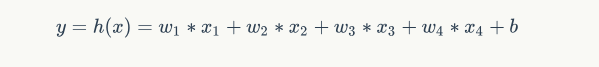 y = h(x) = w₁ * x₁ + w₂ * x₂ + w₃ * x₃ + w₄ * x₄ + b